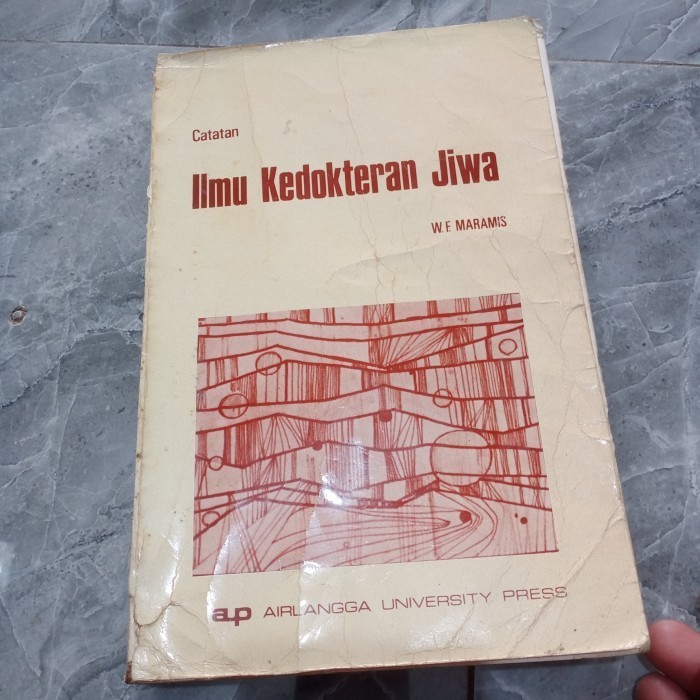 Catatan
Ilmu Kedokteran Jiwa
W.F. MARAMIS
aup AIRLANGGA UNIVERSITY PRESS